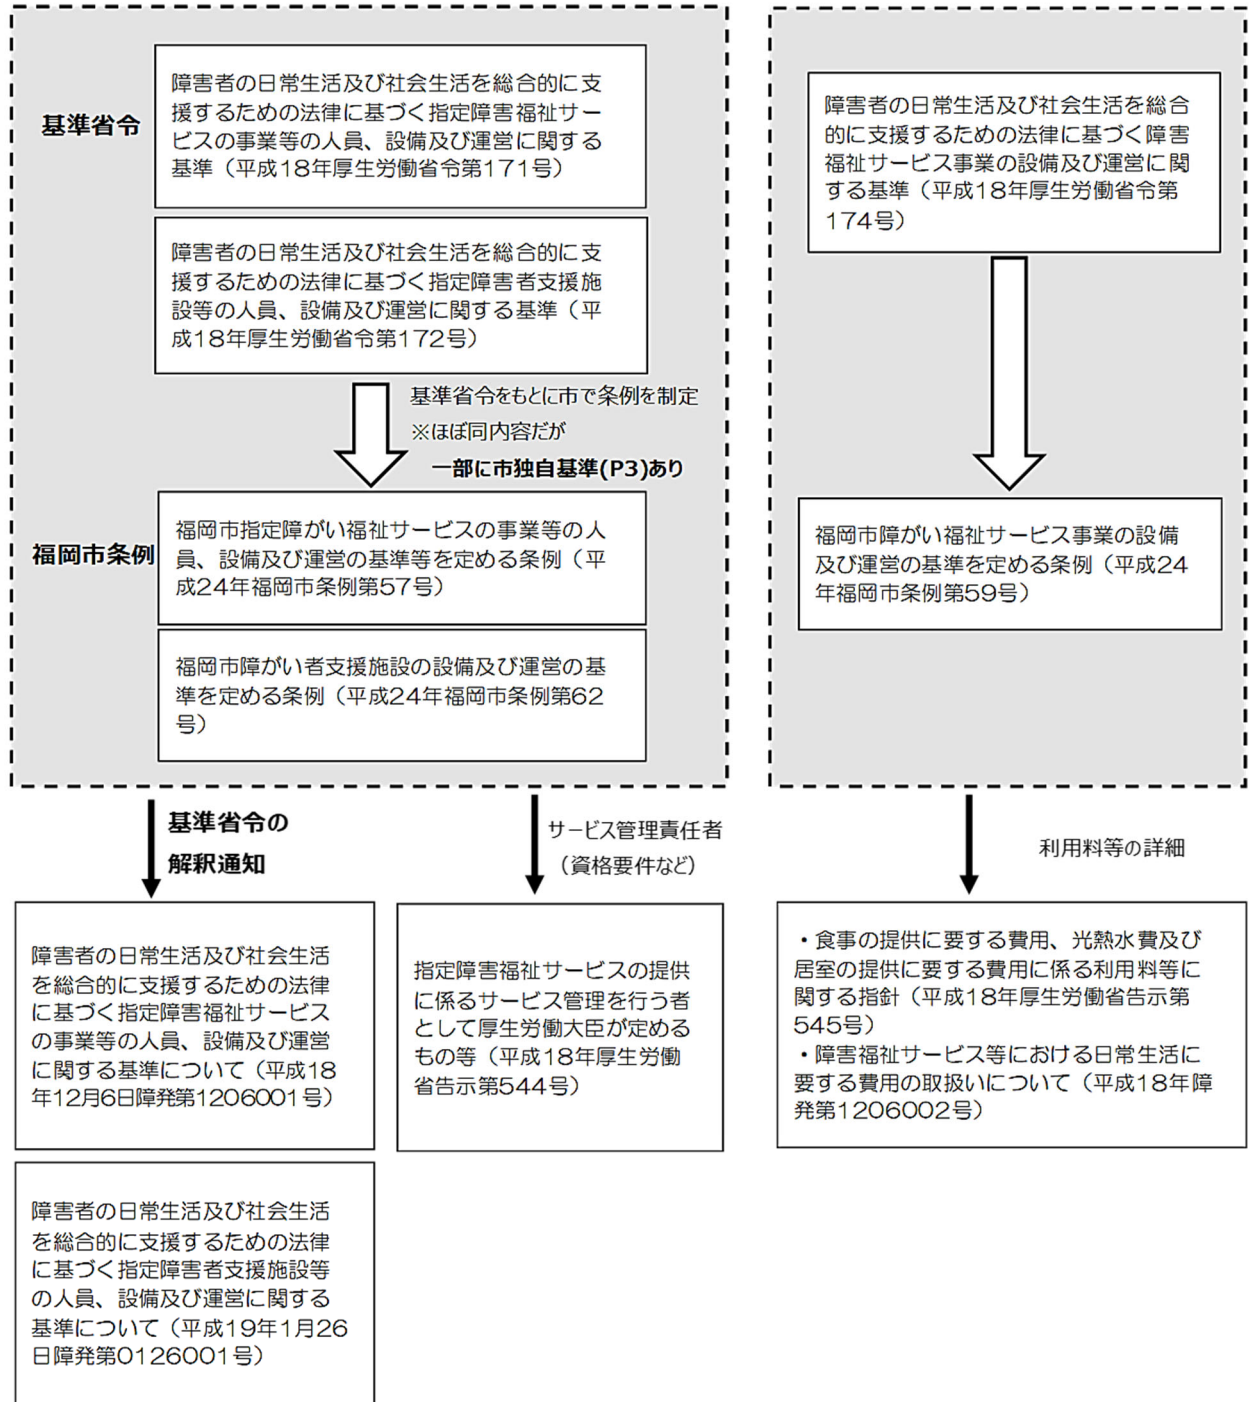 基準省令
障害者の日常生活及び社会生活を総合的に支
援するための法律に基づく指定障害福祉サー
ビスの事業等の人員、設備及び運営に関する
基準（平成18年厚生労働省令第171号）
障害者の日常生活及び社会生活を総合的に支
援するための法律に基づく指定障害者支援施
設等の人員、設備及び運営に関する基準（平
成18年厚生労働省令第172号）
基準省令をもとに市で条例を制定
※ほぼ同内容だが
一部に市独自基準(P3)あり
福岡市条例
福岡市指定障がい福祉サービスの事業等の人
員、設備及び運営の基準等を定める条例（平
成24年福岡市条例第57号）
福岡市障がい者支援施設の設備及び運営の基
準を定める条例（平成24年福岡市条例第62
号）
障害者の日常生活及び社会生活を総合
的に支援するための法律に基づく障害
福祉サービス事業の設備及び運営に関
する基準（平成18年厚生労働省令第
174号）
福岡市障がい福祉サービス事業の設備
及び運営の基準を定める条例（平成24
年福岡市条例第59号）
基準省令の
解釈通知
サービス管理責任者
（資格要件など）
利用料等の詳細
障害者の日常生活及び社会生活
を総合的に支援するための法律
に基づく指定障害福祉サービス
の事業等の人員、設備及び運営
に関する基準について（平成18
年12月6日障発第1206001号）
障害者の日常生活及び社会生活
を総合的に支援するための法律
に基づく指定障害者支援施設等
の人員、設備及び運営に関する
基準について（平成19年1月26
日障発第0126001号）
指定障害福祉サービスの提供
に係るサービス管理を行う者
として厚生労働大臣が定める
もの等（平成18年厚生労働
省告示第544号）
・食事の提供に要する費用、光熱水費及び
居室の提供に要する費用に係る利用料等に
関する指針（平成18年厚生労働省告示第
545号）
・障害福祉サービス等における日常生活に
要する費用の取扱いについて（平成18年障
発第1206002号）